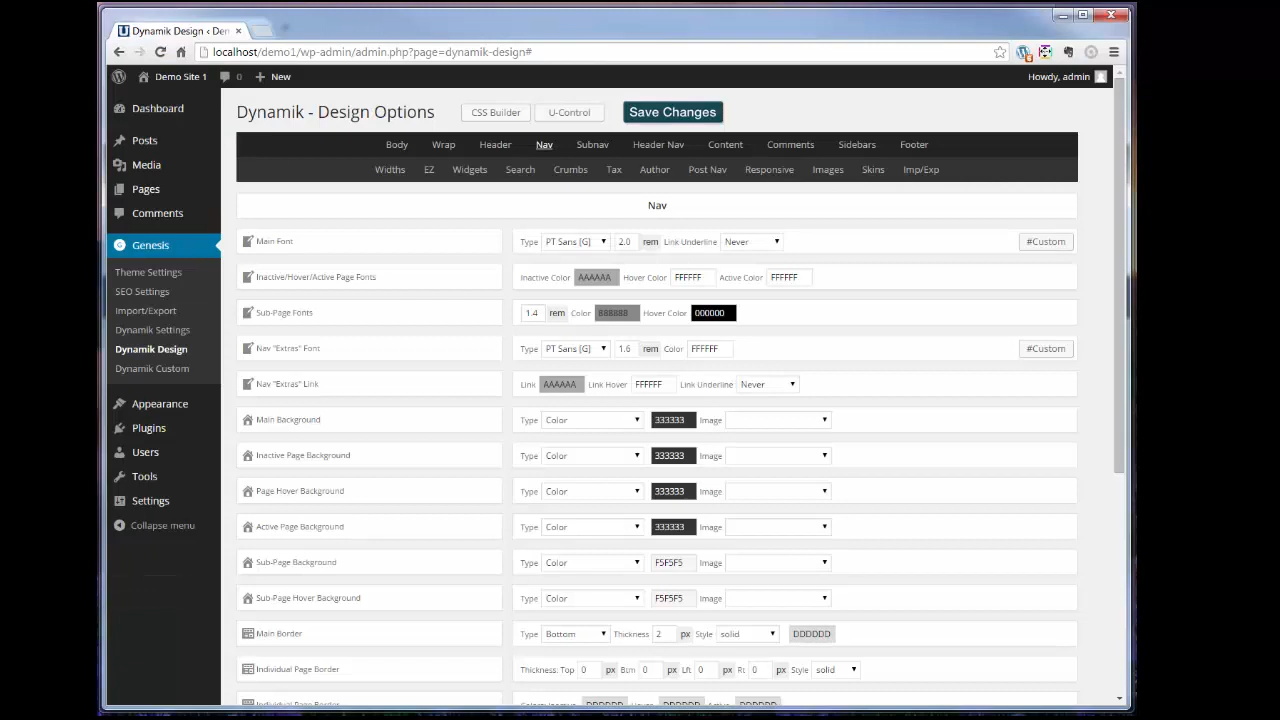 Dynamik Design ‹ De
localhost/demo1/wp-admin/admin.php?page=dynamik-design#
Demo Site 1 0 New Howdy, admin
Dashboard
Posts
Media
Pages
Comments
Genesis
Theme Settings
SEO Settings
Import/Export
Dynamik Settings
Dynamik Design
Dynamik Custom
Appearance
Plugins
Users
Tools
Settings
Collapse menu
Dynamik - Design Options CSS Builder U-Control Save Changes
Body Wrap Header Nav Subnav Header Nav Content Comments Sidebars Footer
Widths EZ Widgets Search Crumbs Tax Author Post Nav Responsive Images Skins Imp/Exp
Nav
Main Font Type PT Sans [G] 2.0 rem Link Underline Never #Custom
Inactive/Hover/Active Page Fonts Inactive Color AAAAAA Hover Color FFFFFF Active Color FFFFFF
Sub-Page Fonts 1.4 rem Color 888888 Hover Color 000000
Nav "Extras" Font Type PT Sans [G] 1.6 rem Color FFFFFF #Custom
Nav "Extras" Link Link AAAAAA Link Hover FFFFFF Link Underline Never
Main Background Type Color 333333 Image
Inactive Page Background Type Color 333333 Image
Page Hover Background Type Color 333333 Image
Active Page Background Type Color 333333 Image
Sub-Page Background Type Color F5F5F5 Image
Sub-Page Hover Background Type Color F5F5F5 Image
Main Border Type Bottom Thickness 2 px Style solid DDDDDD
Individual Page Border Thickness: Top 0 px Btm 0 px Lft 0 px Rt 0 px Style solid